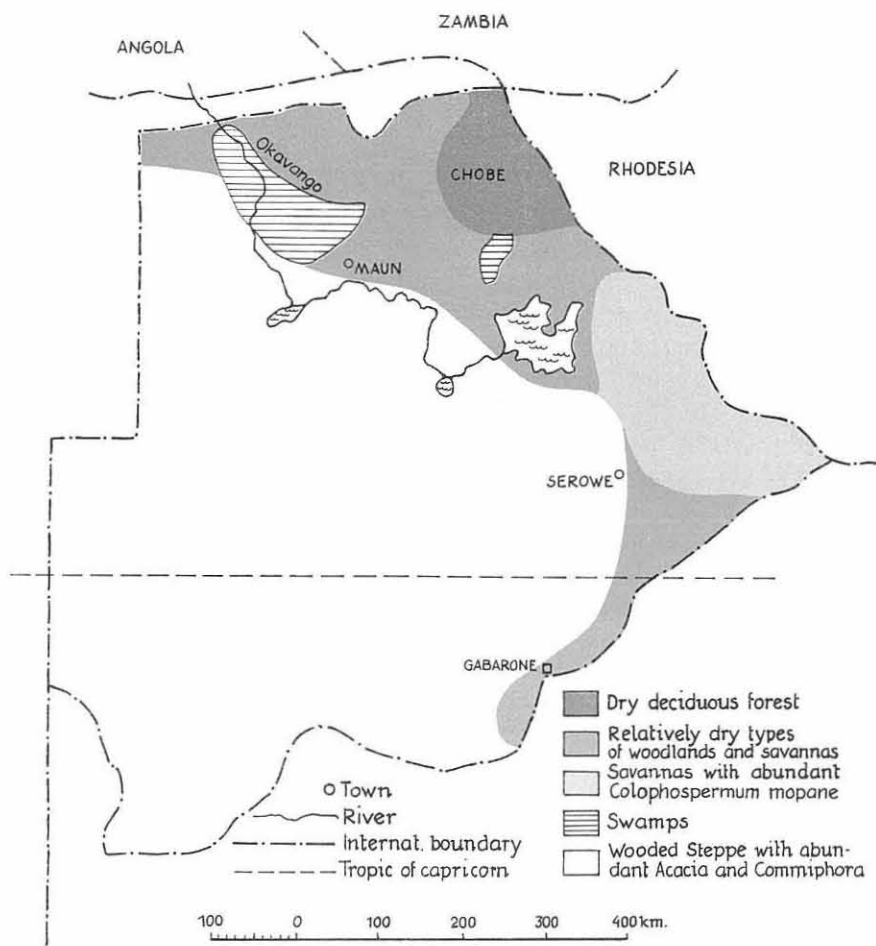 ZAMBIA
ANGOLA
Okavango
CHOBE
RHODESIA
MAUN
SEROWE
GABARONE
Dry deciduous forest
Relatively dry types
of woodlands and savannas
Savannas with abundant
Colophospermum mopane
Swamps
Wooded Steppe with abun-
dant Acacia and Commiphora
Town
River
Internat. boundary
Tropic of capricorn
100 0 100 200 300 400 km.